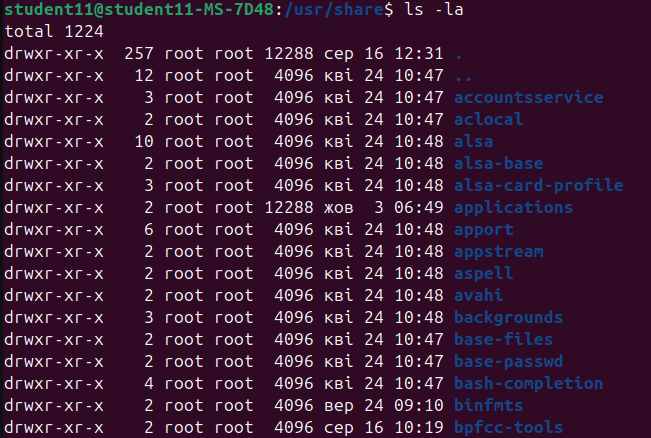 student11@student11-MS-7D48:/usr/share$ ls -la
total 1224
drwxr-xr-x  257 root root 12288 сер 16 12:31 .
drwxr-xr-x   12 root root  4096 кві 24 10:47 ..
drwxr-xr-x    3 root root  4096 кві 24 10:47 accountsservice
drwxr-xr-x    2 root root  4096 кві 24 10:47 aclocal
drwxr-xr-x   10 root root  4096 кві 24 10:48 alsa
drwxr-xr-x    2 root root  4096 кві 24 10:48 alsa-base
drwxr-xr-x    3 root root  4096 кві 24 10:48 alsa-card-profile
drwxr-xr-x    2 root root 12288 жов  3 06:49 applications
drwxr-xr-x    6 root root  4096 кві 24 10:48 apport
drwxr-xr-x    2 root root  4096 кві 24 10:48 appstream
drwxr-xr-x    2 root root  4096 кві 24 10:48 aspell
drwxr-xr-x    2 root root  4096 кві 24 10:48 avahi
drwxr-xr-x    3 root root  4096 кві 24 10:48 backgrounds
drwxr-xr-x    2 root root  4096 кві 24 10:47 base-files
drwxr-xr-x    2 root root  4096 кві 24 10:47 base-passwd
drwxr-xr-x    4 root root  4096 кві 24 10:47 bash-completion
drwxr-xr-x    2 root root  4096 вер 24 09:10 binfmts
drwxr-xr-x    2 root root  4096 сер 16 10:19 bpfcc-tools